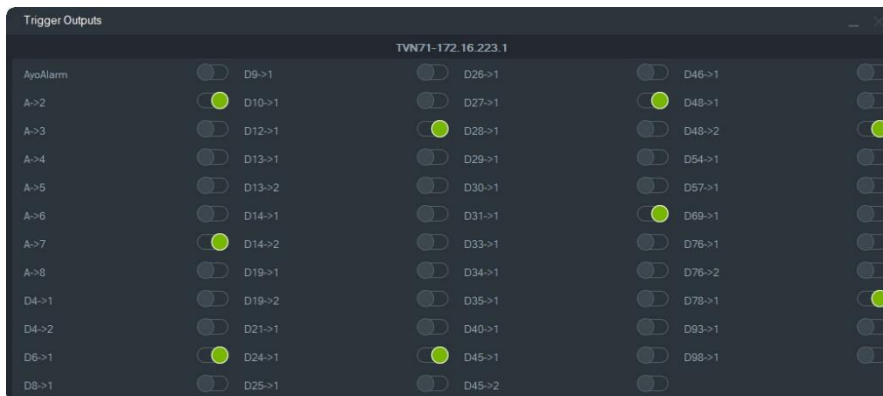 Trigger Outputs
TVN71-172.16.223.1
AyoAlarm D9->1 D26->1 D46->1
A->2 D10->1 D27->1 D48->1
A->3 D12->1 D28->1 D48->2
A->4 D13->1 D29->1 D54->1
A->5 D13->2 D30->1 D57->1
A->6 D14->1 D31->1 D69->1
A->7 D14->2 D33->1 D76->1
A->8 D19->1 D34->1 D76->2
D4->1 D19->2 D35->1 D78->1
D4->2 D21->1 D40->1 D93->1
D6->1 D24->1 D45->1 D98->1
D8->1 D25->1 D45->2